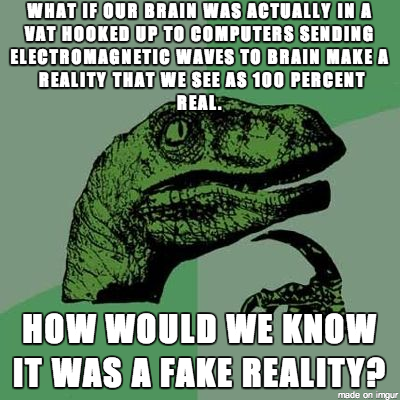 WHAT IF OUR BRAIN WAS ACTUALLY IN A
VAT HOOKED UP TO COMPUTERS SENDING
ELECTROMAGNETIC WAVES TO BRAIN MAKE A
REALITY THAT WE SEE AS 100 PERCENT
REAL.
HOW WOULD WE KNOW
IT WAS A FAKE REALITY?
made on imgur